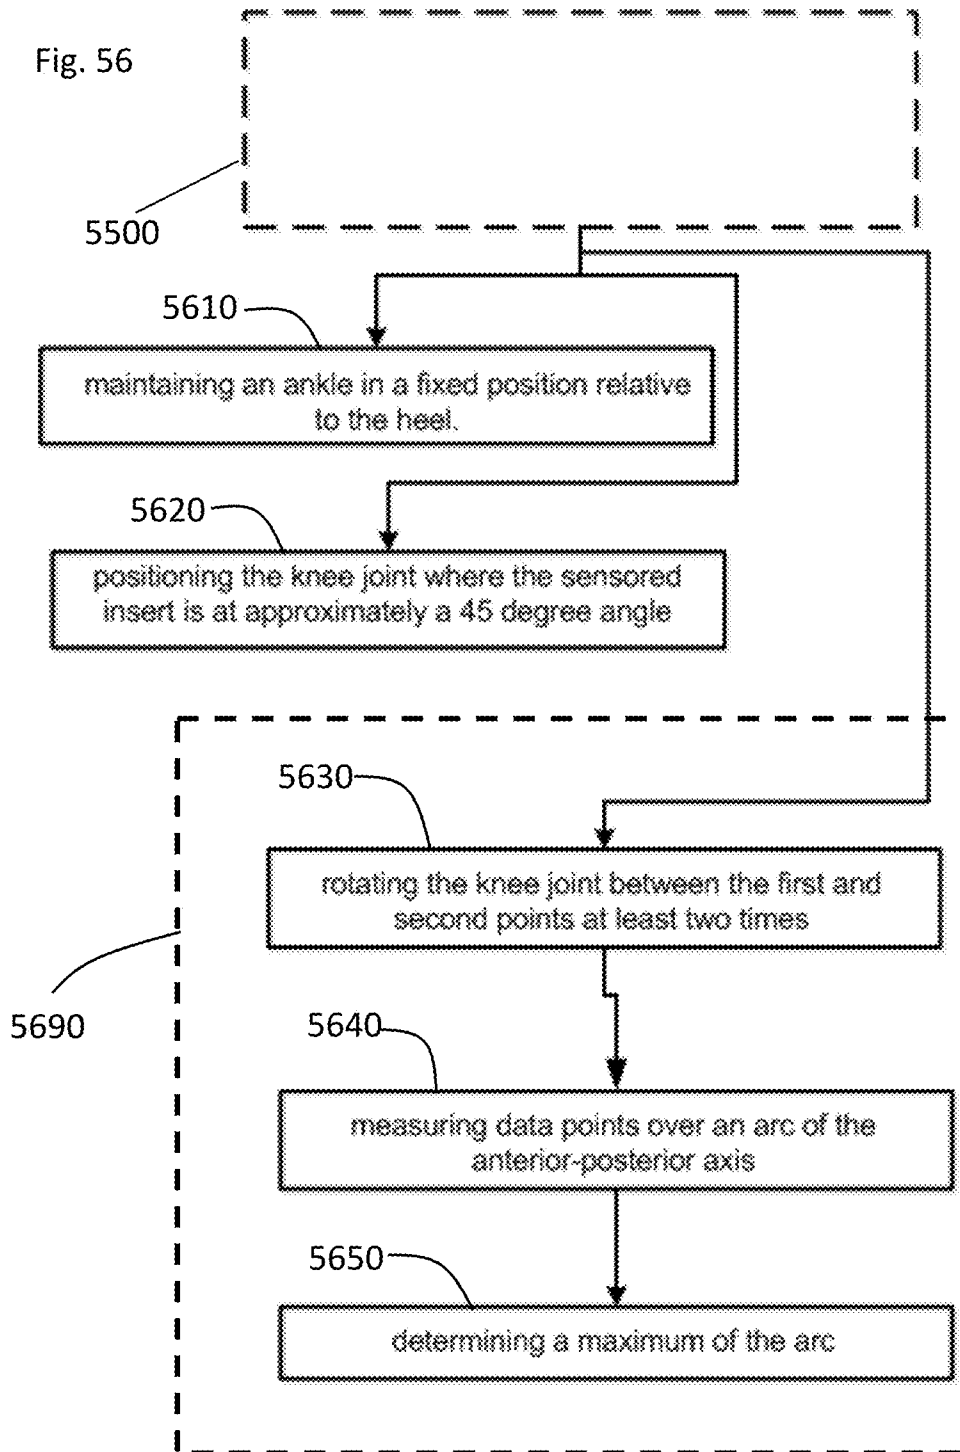 Fig. 56
5500
5610
maintaining an ankle in a fixed position relative
to the heel.
5620
positioning the knee joint where the sensored
insert is at approximately a 45 degree angle
5630
rotating the knee joint between the first and
second points at least two times
5690
5640
measuring data points over an arc of the
anterior-posterior axis
5650
determining a maximum of the arc